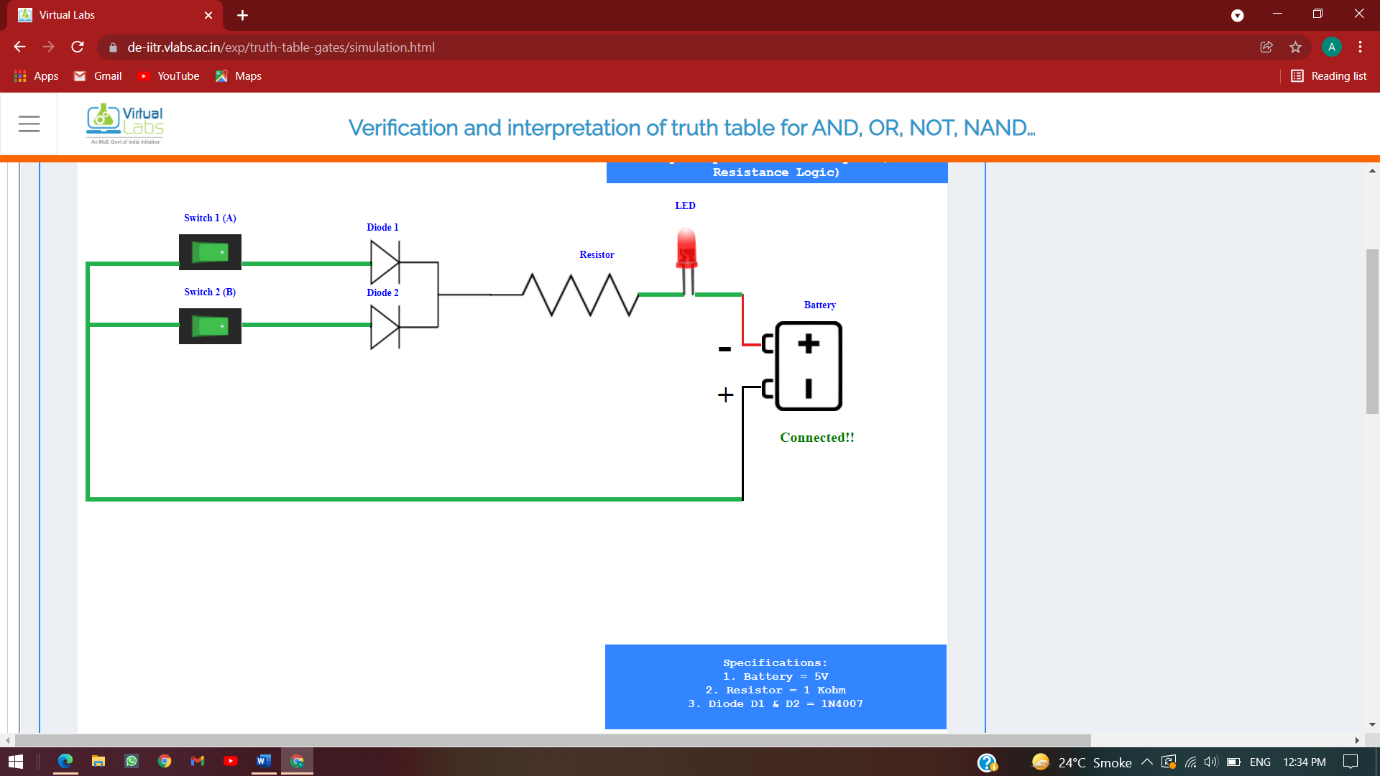 Virtual Labs
de-iitr.vlabs.ac.in/exp/truth-table-gates/simulation.html
A
Apps Gmail YouTube Maps Reading list
Virtual
Labs
An MoE Govt of India Initiative
Verification and interpretation of truth table for AND, OR, NOT, NAND...
Resistance Logic)
LED
Switch 1 (A)
Diode 1
Resistor
Switch 2 (B)
Diode 2
Battery
- +
+ -
Connected!!
Specifications:
1. Battery = 5V
2. Resistor = 1 Kohm
3. Diode D1 & D2 = 1N4007
24°C Smoke ENG 12:34 PM